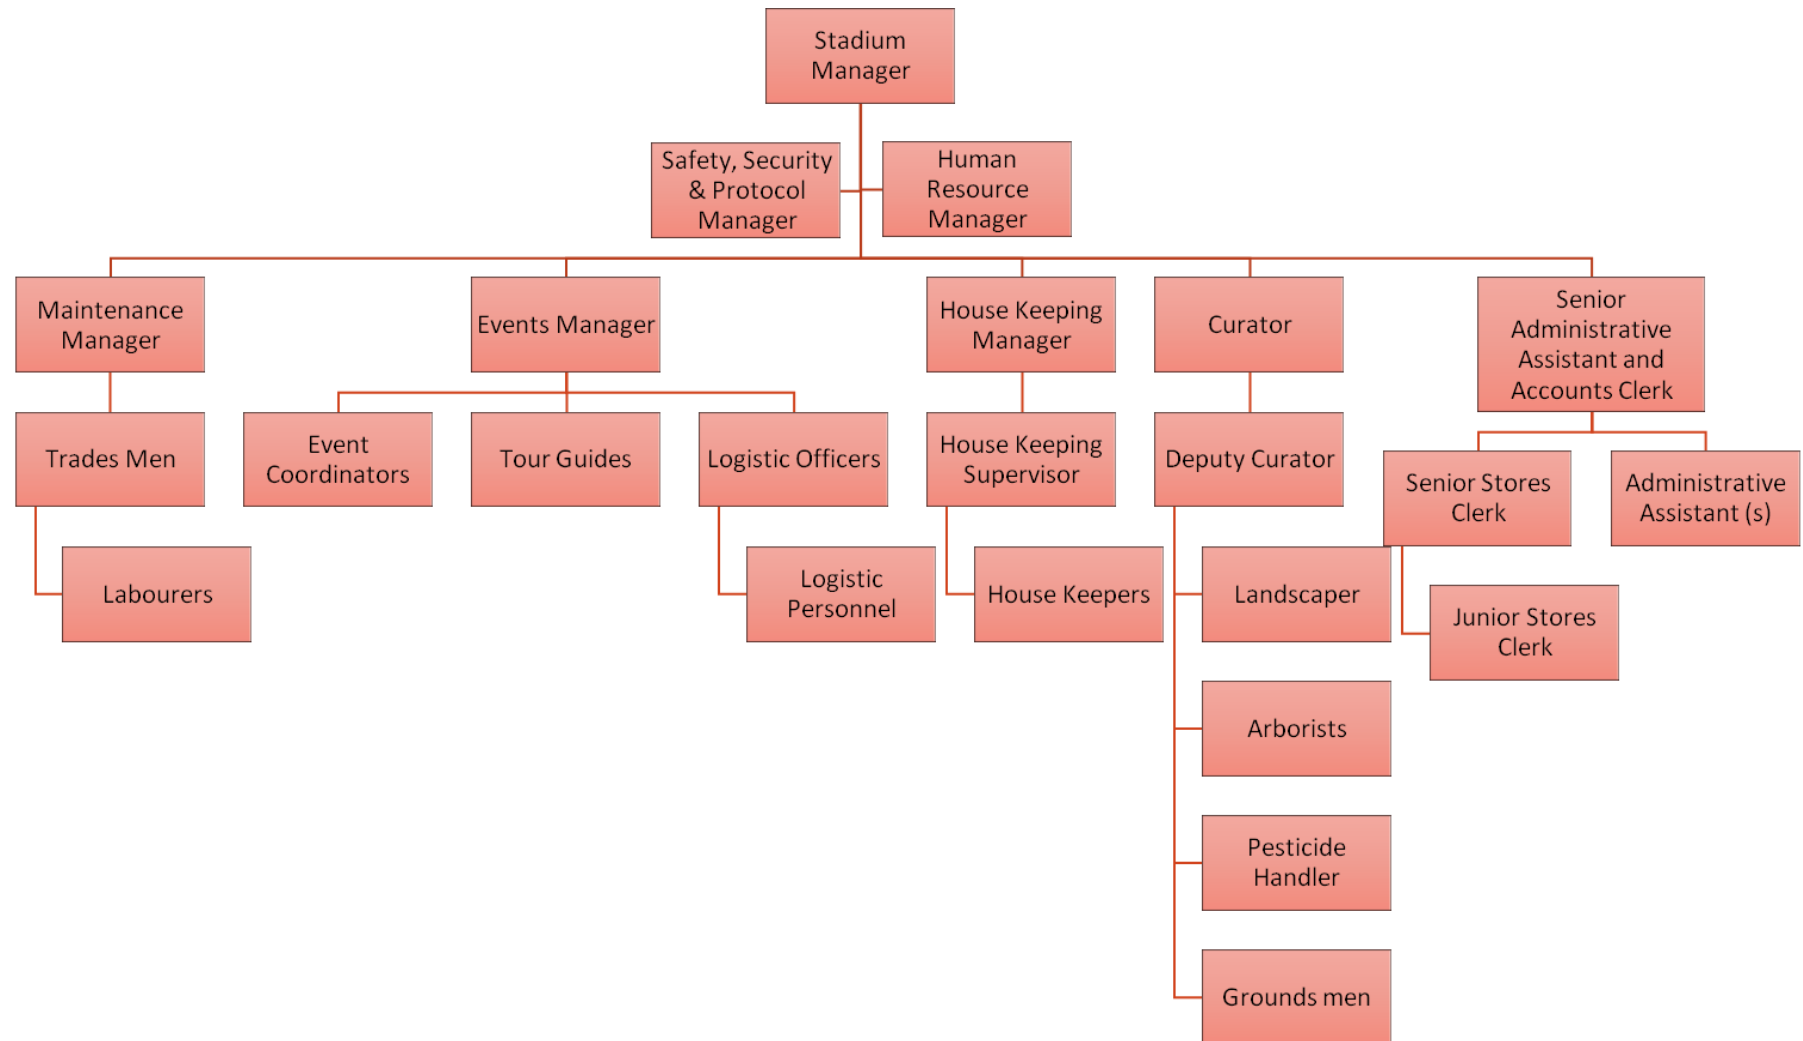 Stadium
Manager
Safety, Security
& Protocol
Manager
Human
Resource
Manager
Maintenance
Manager
Events Manager
House Keeping
Manager
Curator
Senior
Administrative
Assistant and
Accounts Clerk
Trades Men
Event
Coordinators
Tour Guides
Logistic Officers
House Keeping
Supervisor
Deputy Curator
Senior Stores
Clerk
Administrative
Assistant (s)
Labourers
Logistic
Personnel
House Keepers
Landscaper
Junior Stores
Clerk
Arborists
Pesticide
Handler
Grounds men